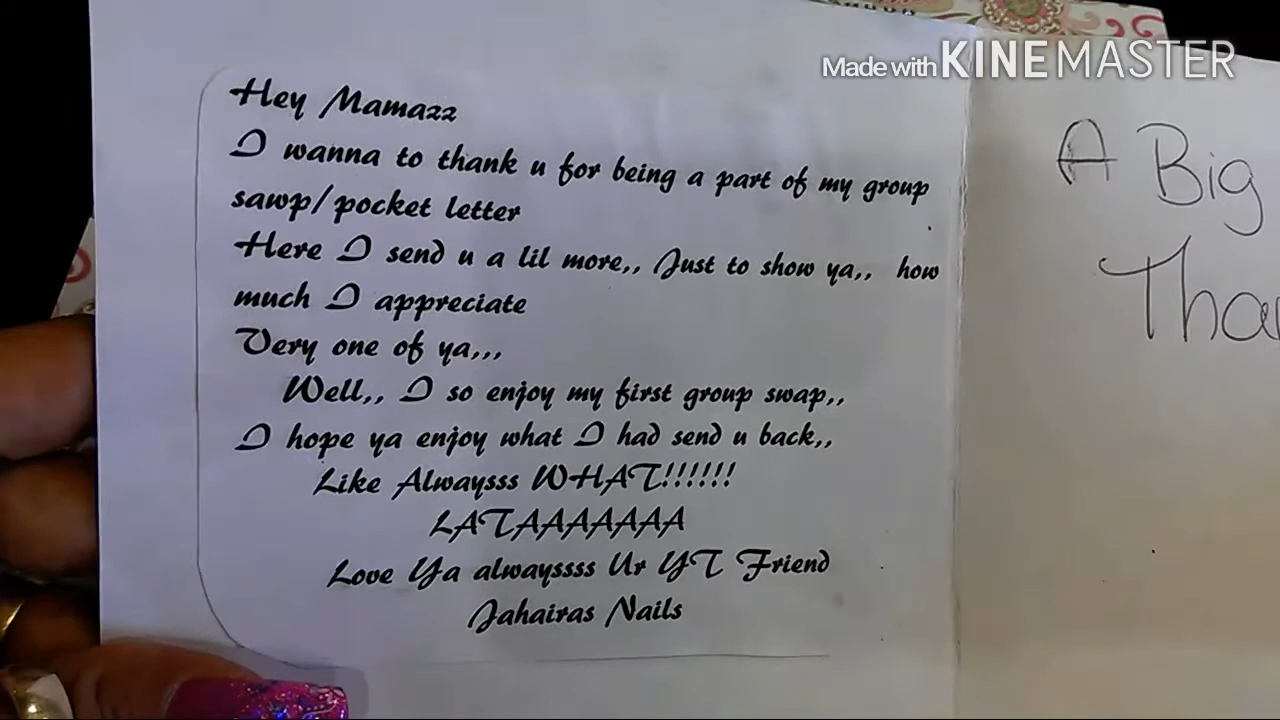 Made with KINEMASTER
Hey Mamazz
I wanna to thank u for being a part of my group
sawp/pocket letter
Here I send u a lil more,, Just to show ya,, how
much I appreciate
Very one of ya,,,
Well,, I so enjoy my first group swap,,
I hope ya enjoy what I had send u back,,
Like Alwaysss WHAT!!!!!!
LATAAAAAAA
Love Ya alwayssss Ur YT Friend
Jahairas Nails
A Big